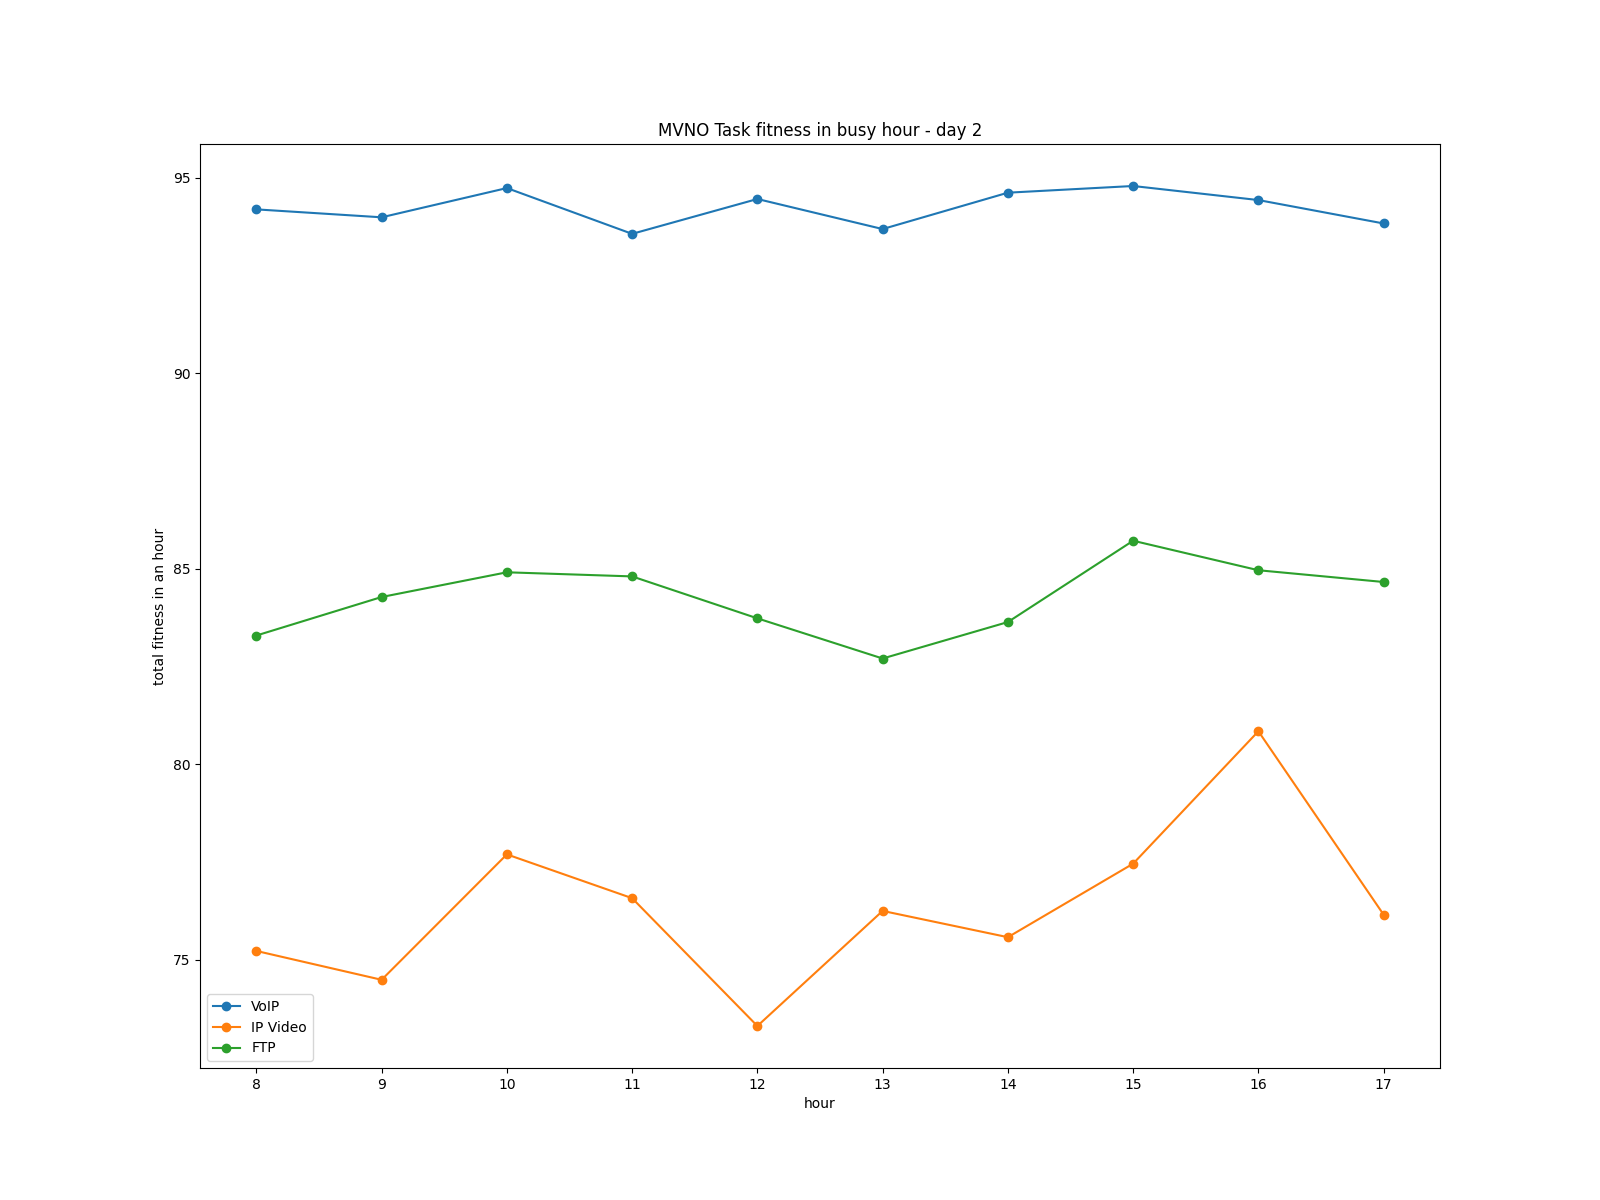 MVNO Task fitness in busy hour - day 2
95
90
85
80
75
total fitness in an hour
VoIP
IP Video
FTP
8 9 10 11 12 13 14 15 16 17
hour